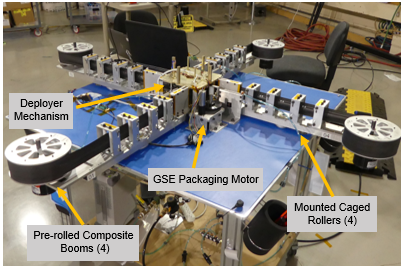 Deployer
Mechanism
GSE Packaging Motor
Mounted Caged
Rollers (4)
Pre-rolled Composite
Booms (4)